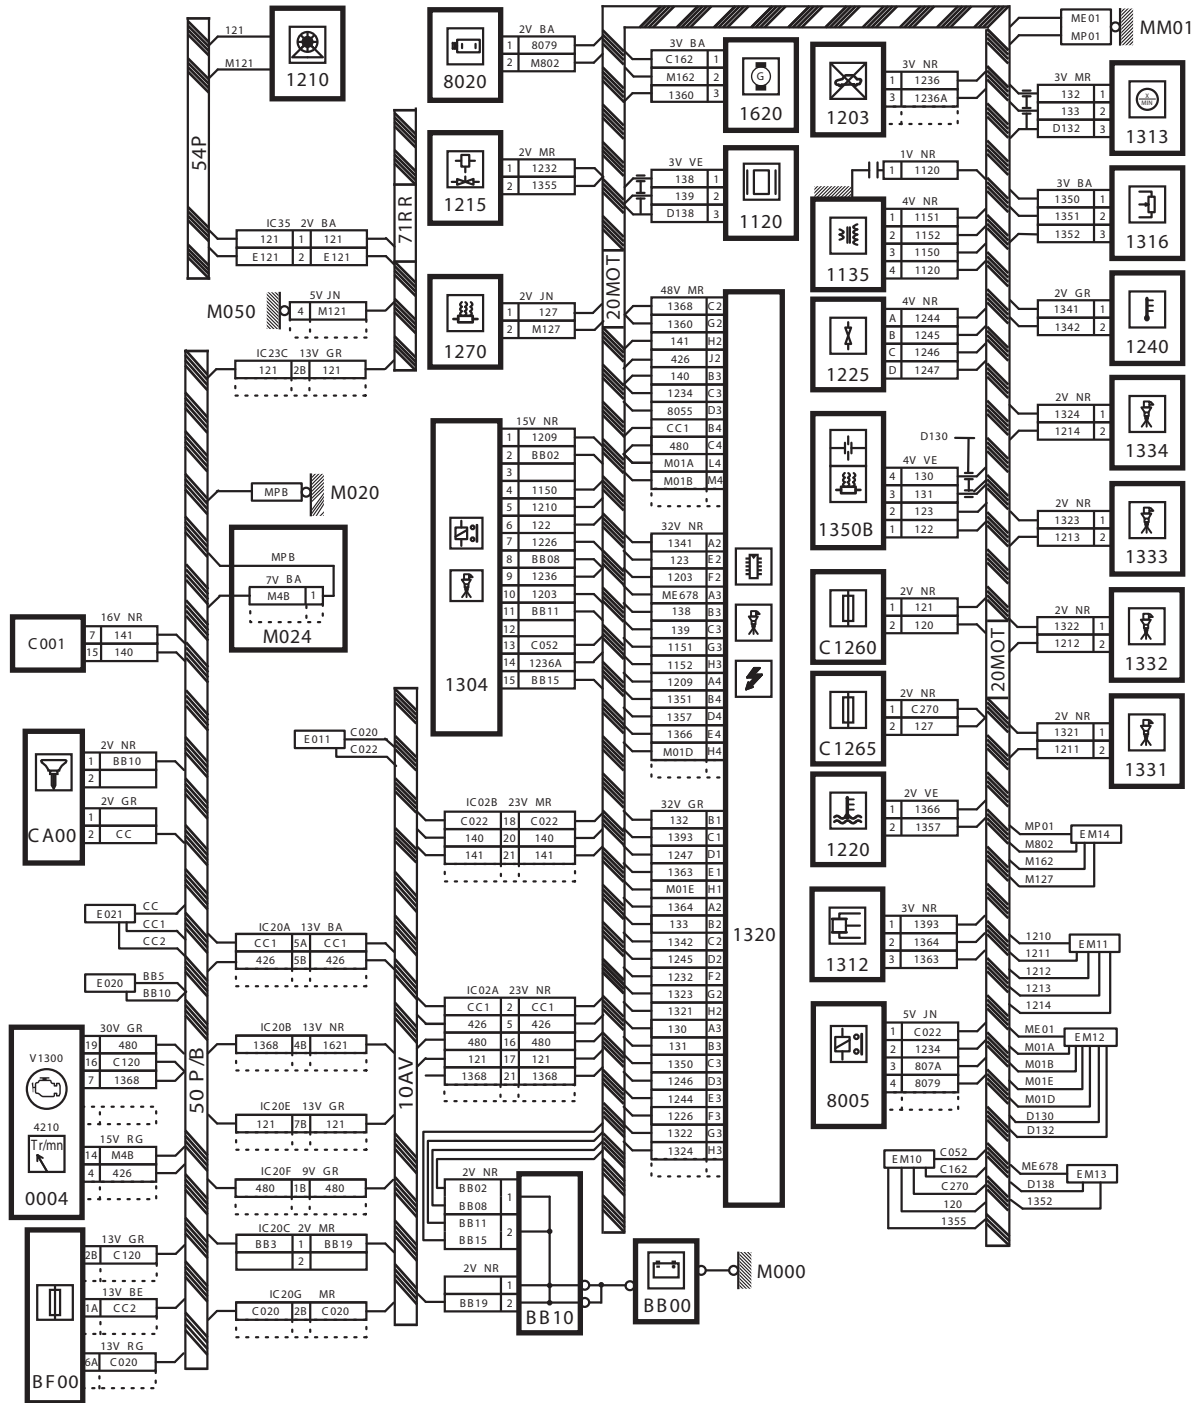 121
M121
1210
54P
IC35 2V BA
121 1 121
E121 2 E121
71RR
M050
5V JN
4 M121
IC23C 13V GR
121 2B 121
MPB
M020
MPB
7V BA
M4B 1
M024
C001
16V NR
7 141
15 140
CA00
2V NR
1 BB10
2
2V GR
1
2 CC
E021
CC
CC1
CC2
E020
BB5
BB10
V1300
4210
Tr/mn
0004
30V GR
19 480
16 C120
7 1368
15V RG
14 M4B
4 426
BF00
13V GR
2B C120
13V BE
1A CC2
13V RG
6A C020
50 P/B
E011
C020
C022
IC20A 13V BA
CC1 5A CC1
426 5B 426
IC20B 13V NR
1368 4B 1621
IC20E 13V GR
121 7B 121
IC20F 9V GR
480 1B 480
IC20C 2V MR
BB3 1 BB19
2
IC20G MR
C020 2B C020
10AV
8020
2V BA
1 8079
2 M802
1215
2V MR
1 1232
2 1355
1270
2V JN
1 127
2 M127
1304
15V NR
1 1209
2 BB02
3
4 1150
5 1210
6 122
7 1226
8 BB08
9 1236
10 1203
11 BB11
12
13 C052
14 1236A
15 BB15
IC02B 23V MR
C022 18 C022
140 20 140
141 21 141
IC02A 23V NR
CC1 2 CC1
426 5 426
480 16 480
121 17 121
1368 21 1368
2V NR
BB02
BB08
1
BB11
BB15
2
2V NR
1
BB19 2
BB10
BB00
M000
20MOT
3V BA
C162 1
M162 2
1360 3
G
1620
3V VE
138 1
139 2
D138 3
1120
48V MR
1368 C2
1360 G2
141 H2
426 J2
140 B3
1234 C3
8055 D3
CC1 B4
480 C4
M01A L4
M01B M4
32V NR
1341 A2
123 E2
1203 F2
ME678 A3
138 B3
139 C3
1151 G3
1152 H3
1209 A4
1351 B4
1357 D4
1366 E4
M01D H4
32V GR
132 B1
1393 C1
1247 D1
1363 E1
M01E H1
1364 A2
133 B2
1342 C2
1245 D2
1232 F2
1323 G2
1321 H2
130 A3
131 B3
1350 C3
1246 D3
1244 E3
1226 F3
1322 G3
1324 H3
1320
1203
3V NR
1 1236
3 1236A
1V NR
1 1120
1135
4V NR
1 1151
2 1152
3 1150
4 1120
1225
4V NR
A 1244
B 1245
C 1246
D 1247
D130
1350B
4V VE
4 130
3 131
2 123
1 122
C1260
2V NR
1 121
2 120
C1265
2V NR
1 C270
2 127
1220
2V VE
1 1366
2 1357
1312
3V NR
1 1393
2 1364
3 1363
8005
5V JN
1 C022
2 1234
3 807A
4 8079
EM10
C052
C162
C270
120
1355
20MOT
ME01
MP01
MM01
3V MR
132 1
133 2
D132 3
X
MIN
1313
3V BA
1350 1
1351 2
1352 3
1316
2V GR
1341 1
1342 2
1240
2V NR
1324 1
1214 2
1334
2V NR
1323 1
1213 2
1333
2V NR
1322 1
1212 2
1332
2V NR
1321 1
1211 2
1331
MP01
EM14
M802
M162
M127
1210
EM11
1211
1212
1213
1214
ME01
EM12
M01A
M01B
M01E
M01D
D130
D132
ME678
EM13
D138
1352